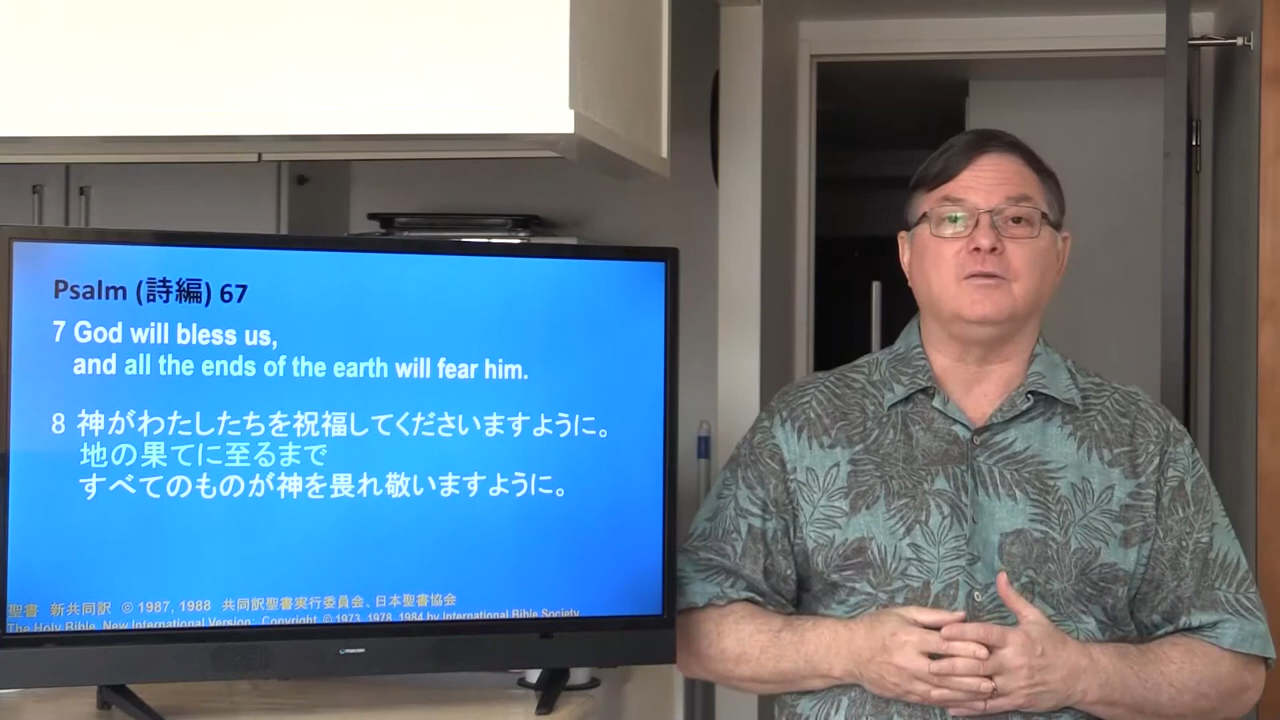 Psalm (詩編) 67
7 God will bless us,
and all the ends of the earth will fear him.
8 神がわたしたちを祝福してくださいますように。
地の果てに至るまで
すべてのものが神を畏れ敬いますように。
聖書 新共同訳 © 1987, 1988 共同訳聖書実行委員会、日本聖書協会
The Holy Bible, New International Version; Copyright, © 1973, 1978, 1984 by International Bible Society